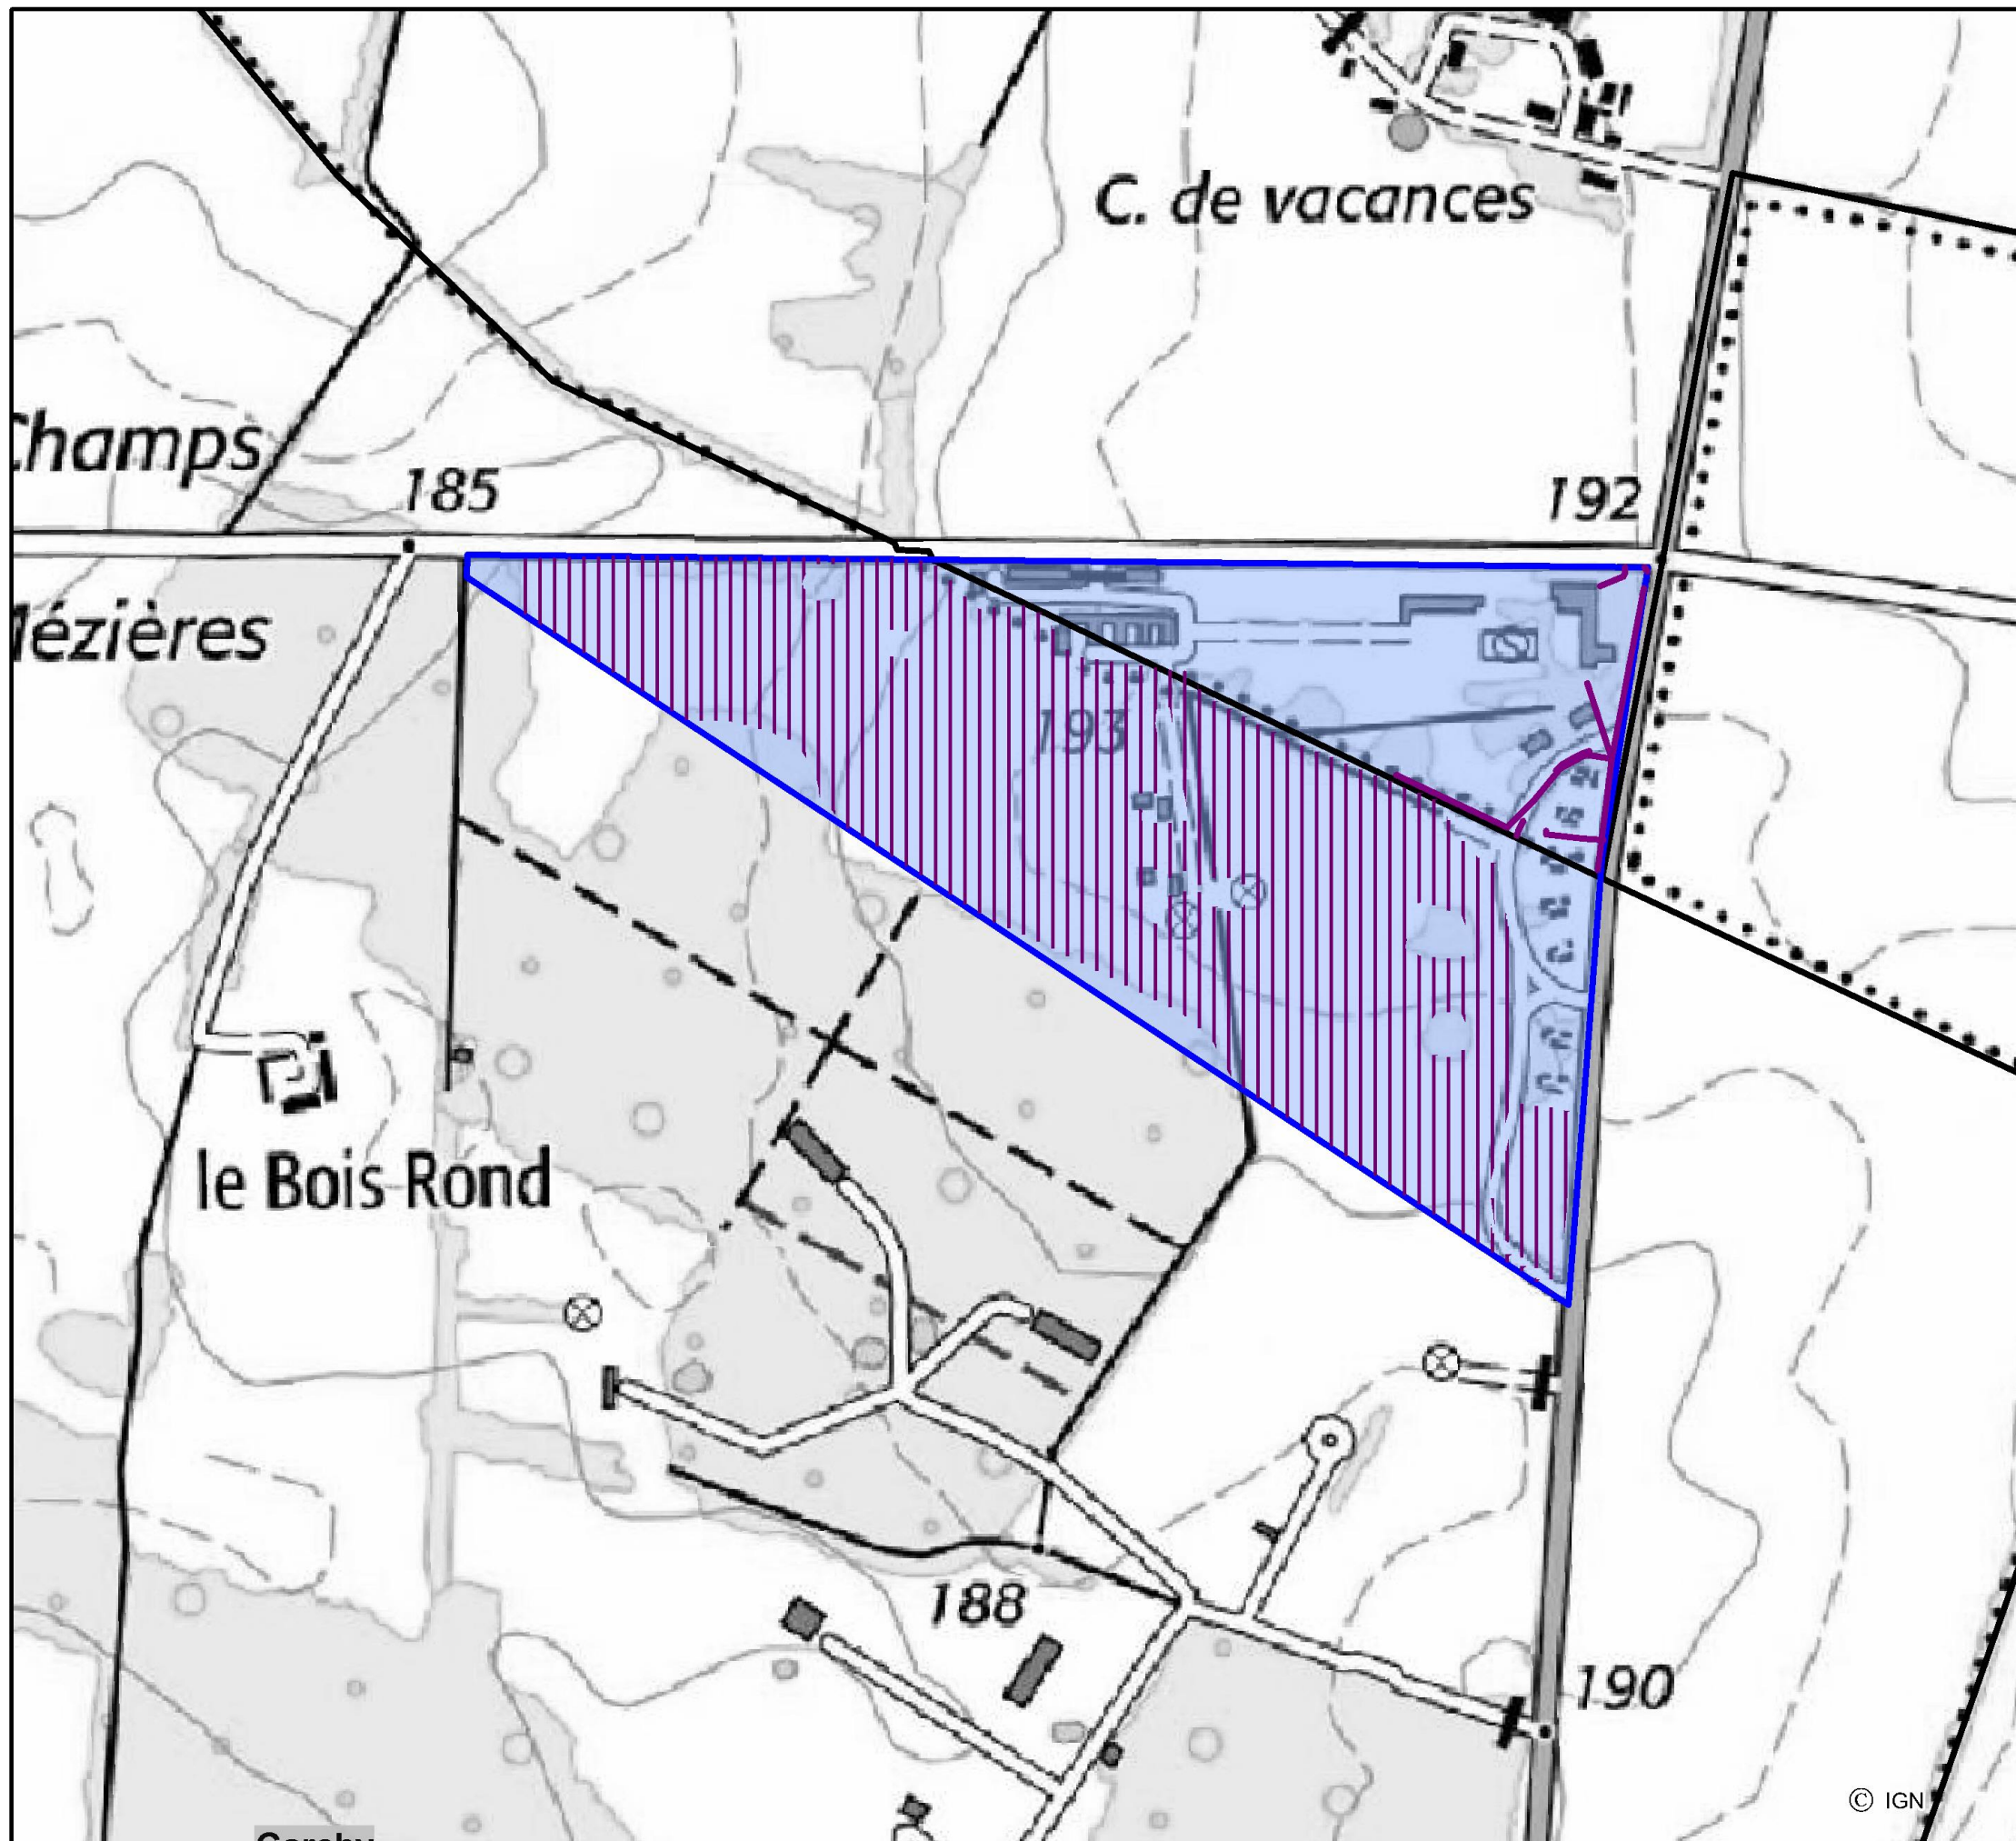 C. de vacances
Champs
185
192
Mézières
193
le Bois Rond
188
190
© IGN